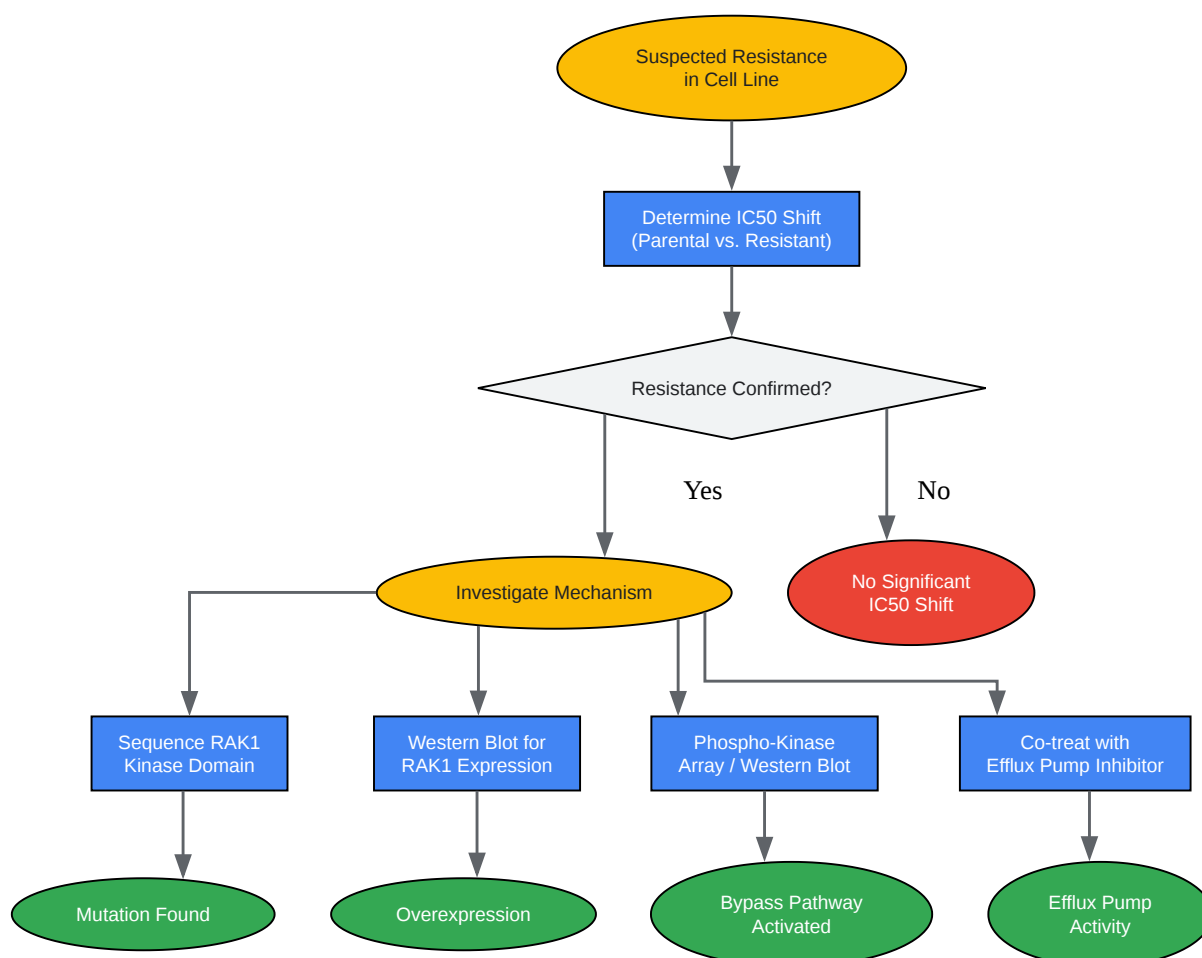 Suspected Resistance
in Cell Line
Determine IC50 Shift
(Parental vs. Resistant)
Resistance Confirmed?
Yes
No
No Significant
IC50 Shift
Investigate Mechanism
Sequence RAK1
Kinase Domain
Western Blot for
RAK1 Expression
Phospho-Kinase
Array / Western Blot
Co-treat with
Efflux Pump Inhibitor
Mutation Found
Overexpression
Bypass Pathway
Activated
Efflux Pump
Activity